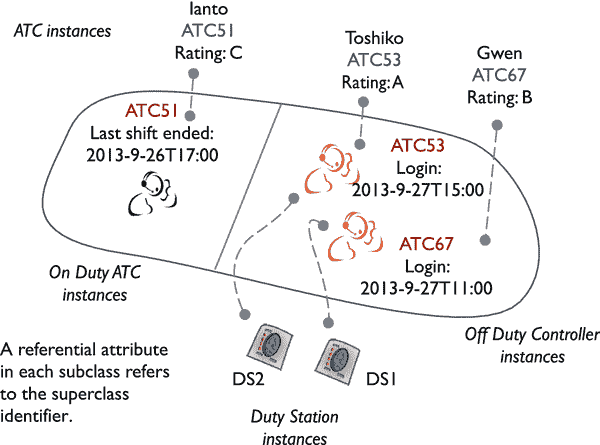 ATC instances
Ianto
ATC51
Rating: C
Toshiko
ATC53
Rating: A
Gwen
ATC67
Rating: B
ATC51
Last shift ended:
2013-9-26T17:00
ATC53
Login:
2013-9-27T15:00
ATC67
Login:
2013-9-27T11:00
On Duty ATC
instances
Off Duty Controller
instances
A referential attribute
in each subclass refers
to the superclass
identifier.
DS2
DS1
Duty Station
instances